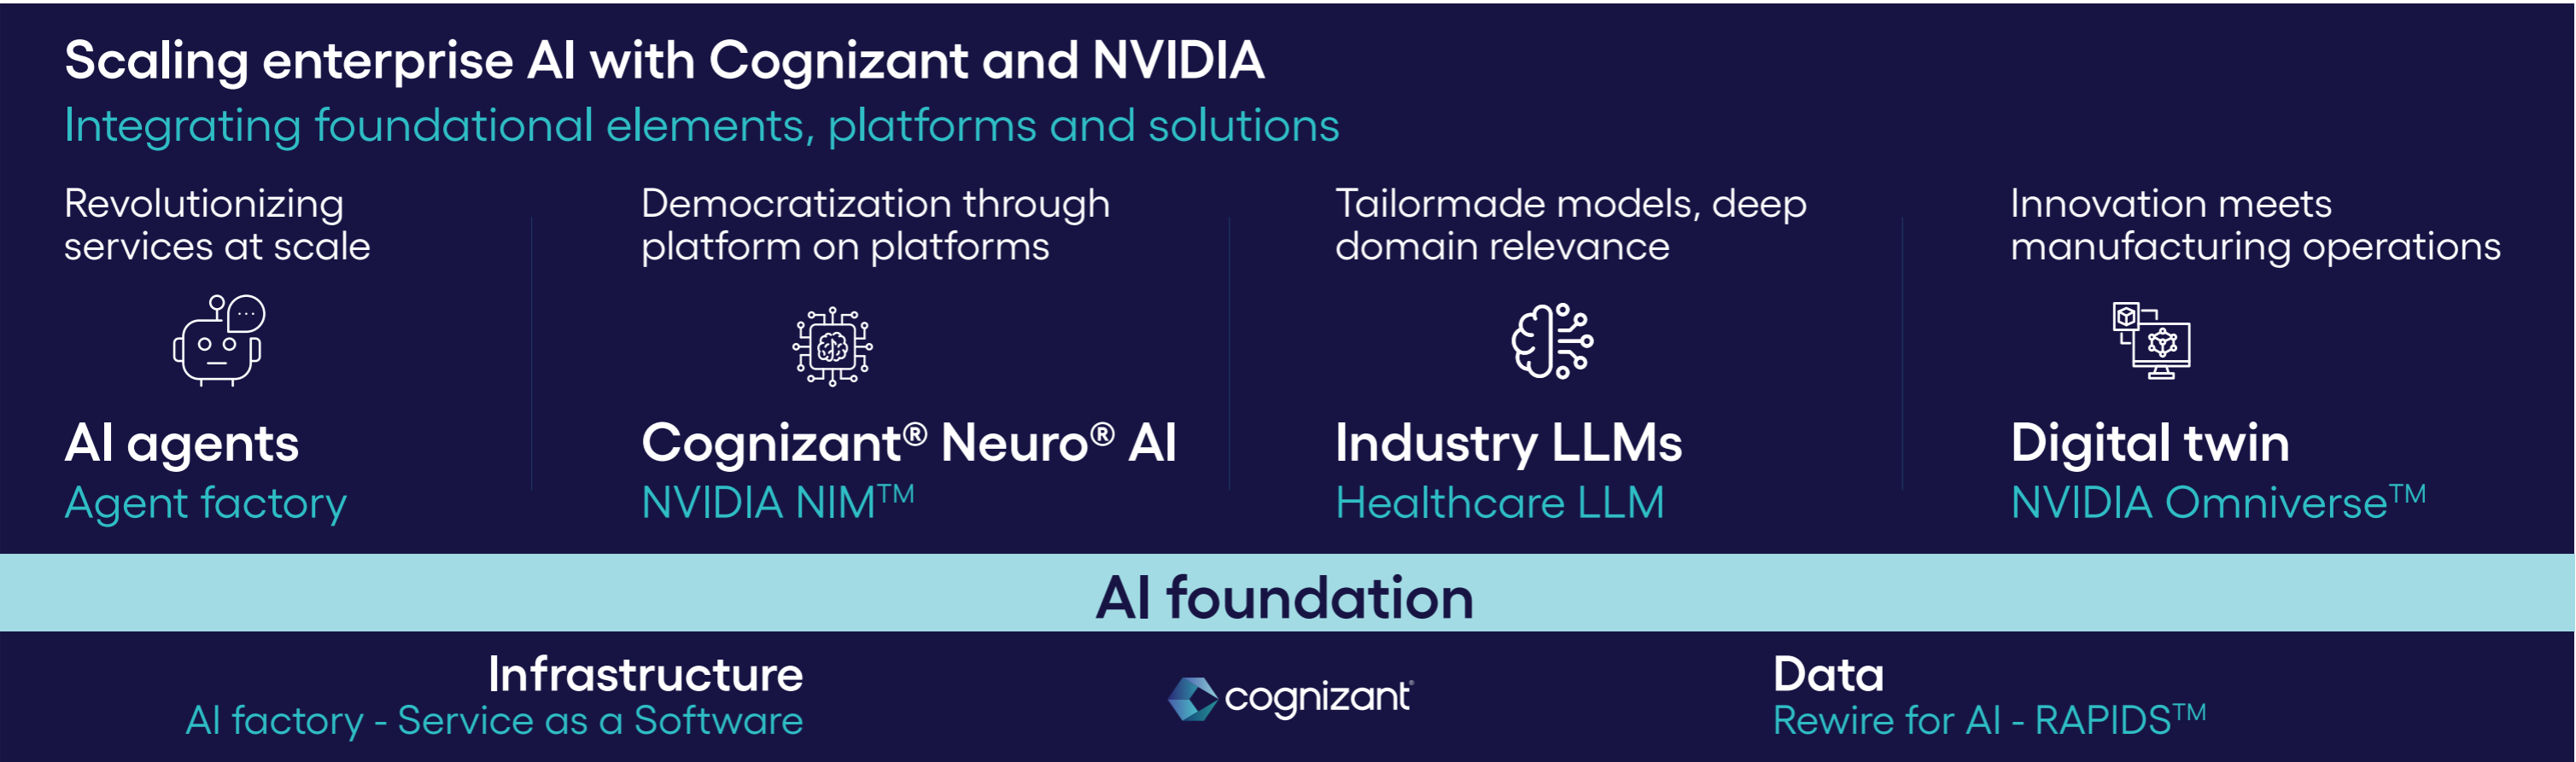 Scaling enterprise AI with Cognizant and NVIDIA
Integrating foundational elements, platforms and solutions
Revolutionizing
services at scale
AI agents
Agent factory
Democratization through
platform on platforms
Cognizant® Neuro® AI
NVIDIA NIM™
Tailormade models, deep
domain relevance
Industry LLMs
Healthcare LLM
Innovation meets
manufacturing operations
Digital twin
NVIDIA Omniverse™
AI foundation
Infrastructure
AI factory - Service as a Software
cognizant®
Data
Rewire for AI - RAPIDS™